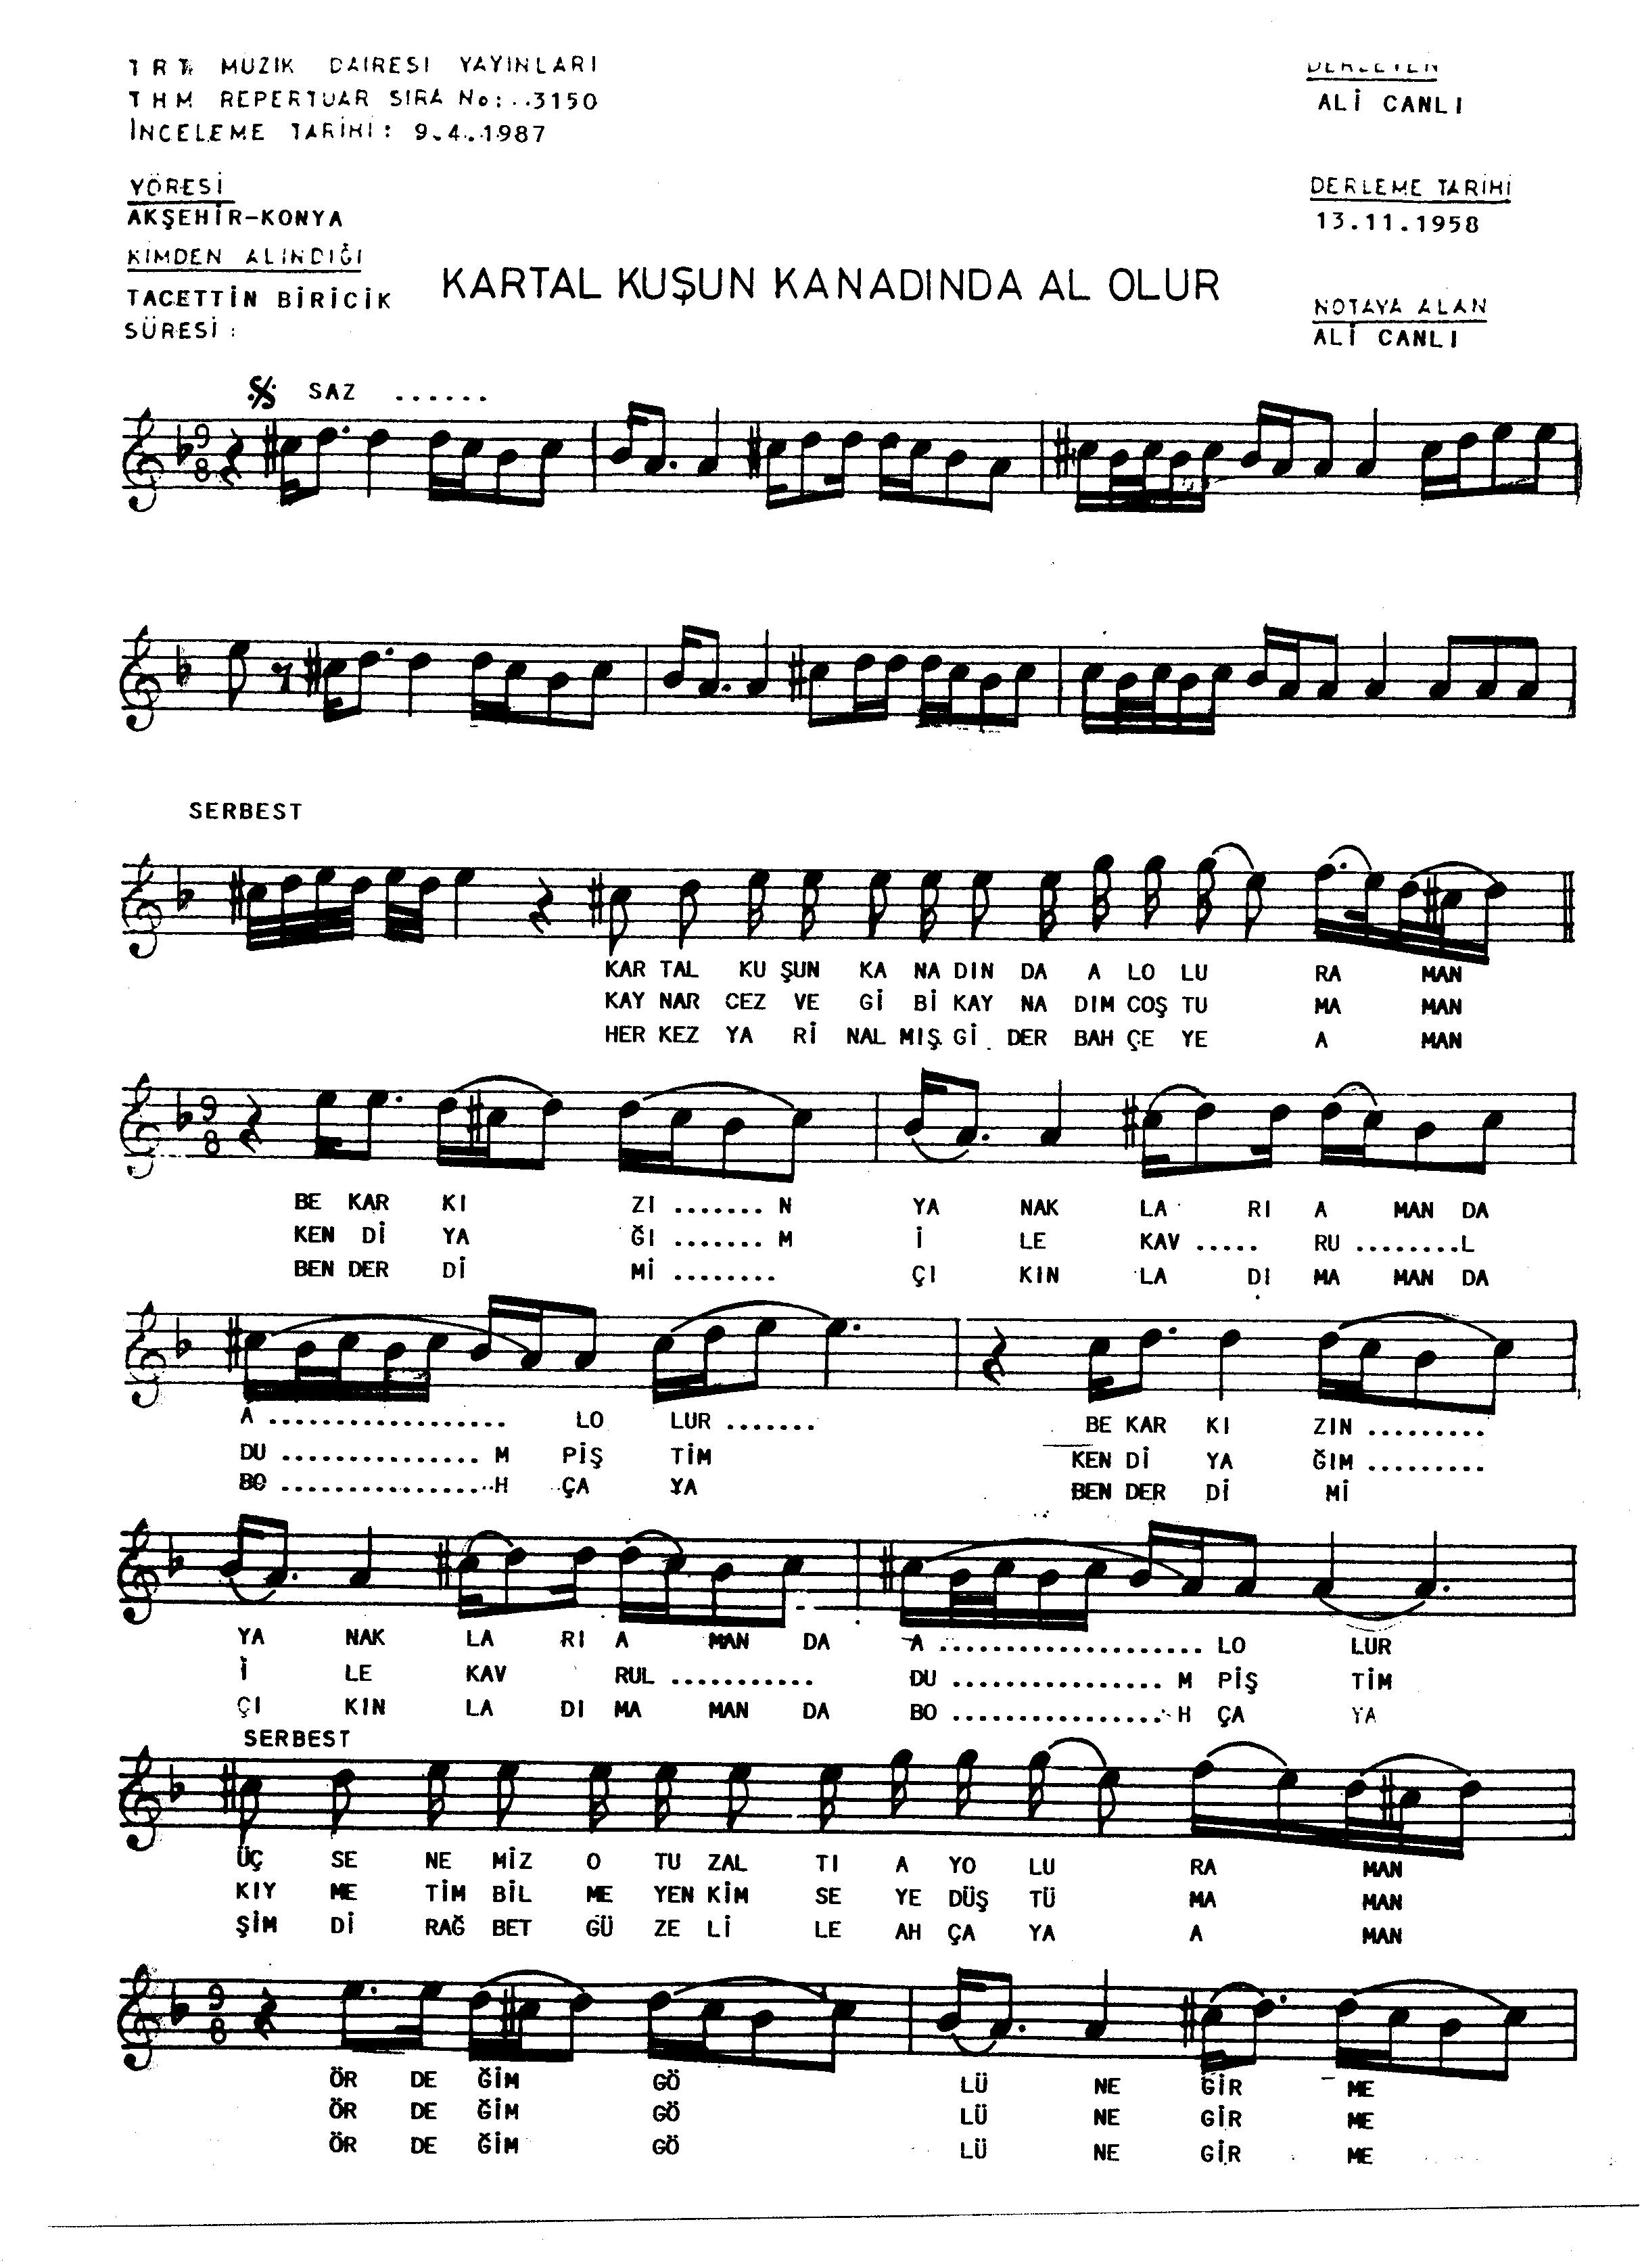 TRT MUZIK DAIRESI YAYINLARI
THM REPERTUAR SIRA No: ..3150
İNCELEME TARİHİ: 9.4.1987
DERLEYEN
ALİ CANLI
YÖRESİ
AKŞEHİR-KONYA
DERLEME TARİHİ
13.11.1958
KİMDEN ALINDIĞI
TACETTİN BİRİCİK
SÜRESİ :
KARTAL KUŞUN KANADINDA AL OLUR
NOTAYA ALAN
ALİ CANLI
SAZ ......
9 8
SERBEST
KAR TAL KU ŞUN KA NA DIN DA A LO LU RA MAN
KAY NAR CEZ VE Gİ Bİ KAY NA DIM COŞ TU MA MAN
HER KEZ YA Rİ NAL MIŞ Gİ DER BAH ÇE YE A MAN
9 8
BE KAR KI ZI ....... N YA NAK LA RI A MAN DA
KEN Dİ YA ĞI ....... M İ LE KAV ..... RU ........L
BEN DER Dİ Mİ ........ ÇI KIN LA DI MA MAN DA
A .................. LO LUR ....... BE KAR KI ZIN .........
DU ............... M PİŞ TİM KEN Dİ YA ĞIM .........
BO ................H ÇA YA BEN DER Dİ Mİ
YA NAK LA RI A MAN DA A .................... LO LUR
İ LE KAV RUL ........... DU ................ M PİŞ TİM
ÇI KIN LA DI MA MAN DA BO ................. H ÇA YA
SERBEST
ÜÇ SE NE MİZ O TU ZAL TI A YO LU RA MAN
KIY ME TİM BİL ME YEN KİM SE YE DÜŞ TÜ MA MAN
ŞİM Dİ RAĞ BET GÜ ZE Lİ LE AH ÇA YA A MAN
9 8
ÖR DE ĞİM GÖ LÜ NE GİR ME
ÖR DE ĞİM GÖ LÜ NE GİR ME
ÖR DE ĞİM GÖ LÜ NE GİR ME